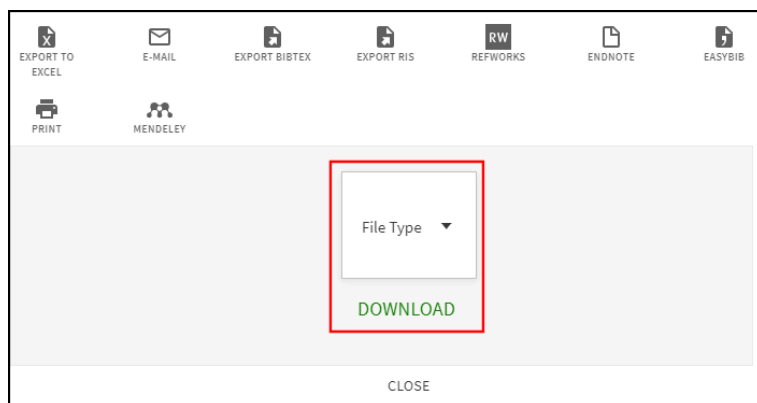 EXPORT TO
EXCEL
E-MAIL
EXPORT BIBTEX
EXPORT RIS
RW
REFWORKS
ENDNOTE
EASYBIB
PRINT
MENDELEY
File Type
DOWNLOAD
CLOSE